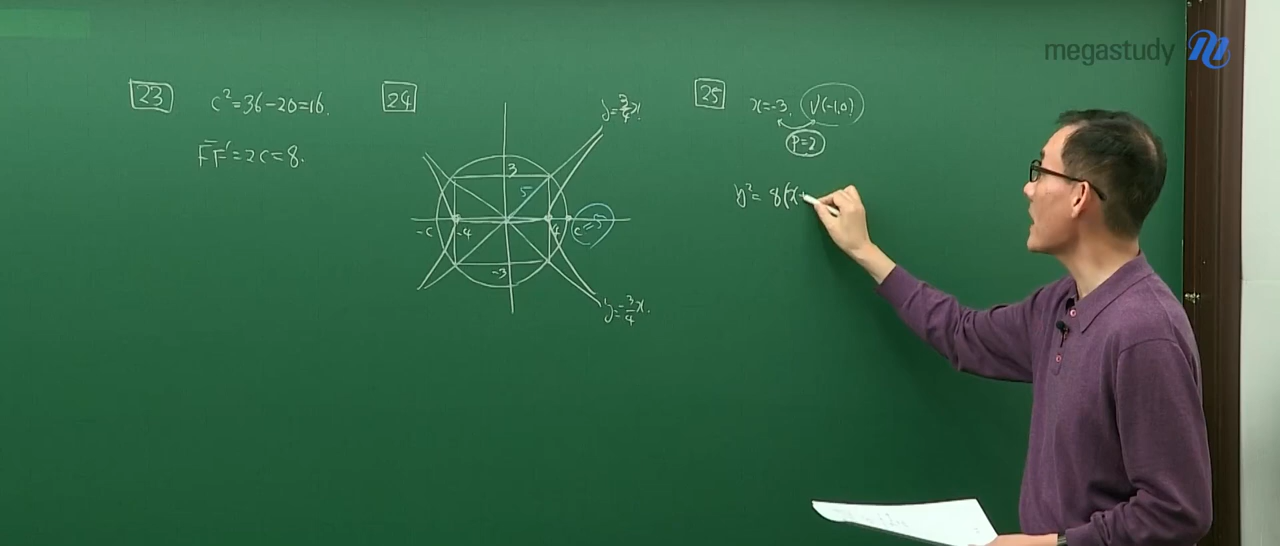 megastudy
23
c²=36-20=16.
FF'=2c=8.
24
y=3/4x.
3
5
-c
-4
4
c=5
-3
y=-3/4x.
25
x=-3, V(-1,0)
P=2
y²= 8(x+